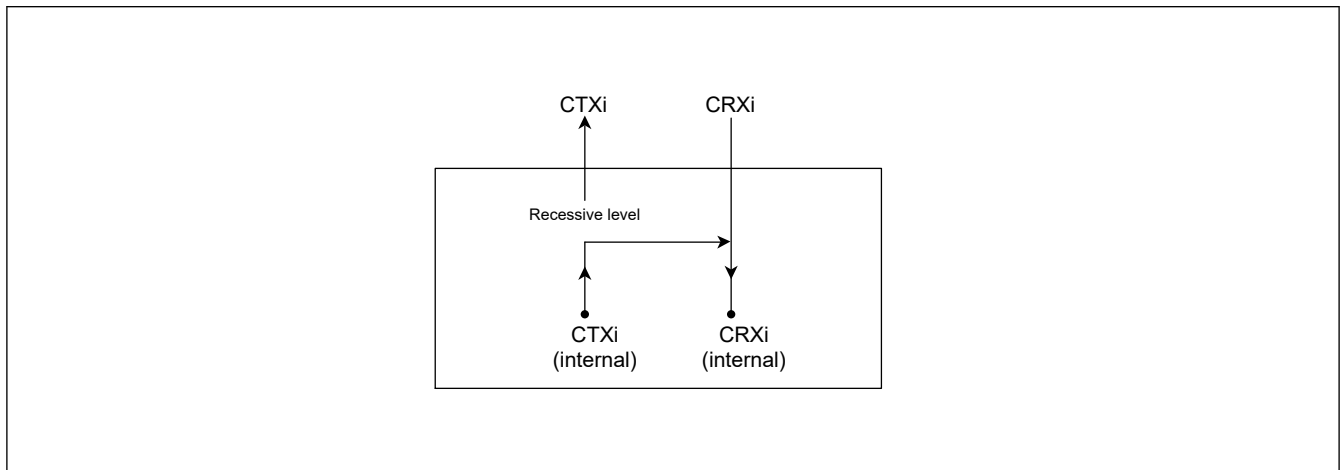 CTXi
CRXi
Recessive level
CTXi
(internal)
CRXi
(internal)